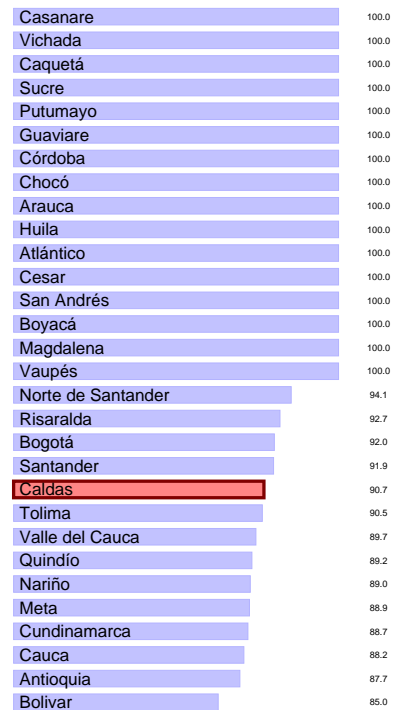 Casanare 100.0
Vichada 100.0
Caquetá 100.0
Sucre 100.0
Putumayo 100.0
Guaviare 100.0
Córdoba 100.0
Chocó 100.0
Arauca 100.0
Huila 100.0
Atlántico 100.0
Cesar 100.0
San Andrés 100.0
Boyacá 100.0
Magdalena 100.0
Vaupés 100.0
Norte de Santander 94.1
Risaralda 92.7
Bogotá 92.0
Santander 91.9
Caldas 90.7
Tolima 90.5
Valle del Cauca 89.7
Quindío 89.2
Nariño 89.0
Meta 88.9
Cundinamarca 88.7
Cauca 88.2
Antioquia 87.7
Bolivar 85.0